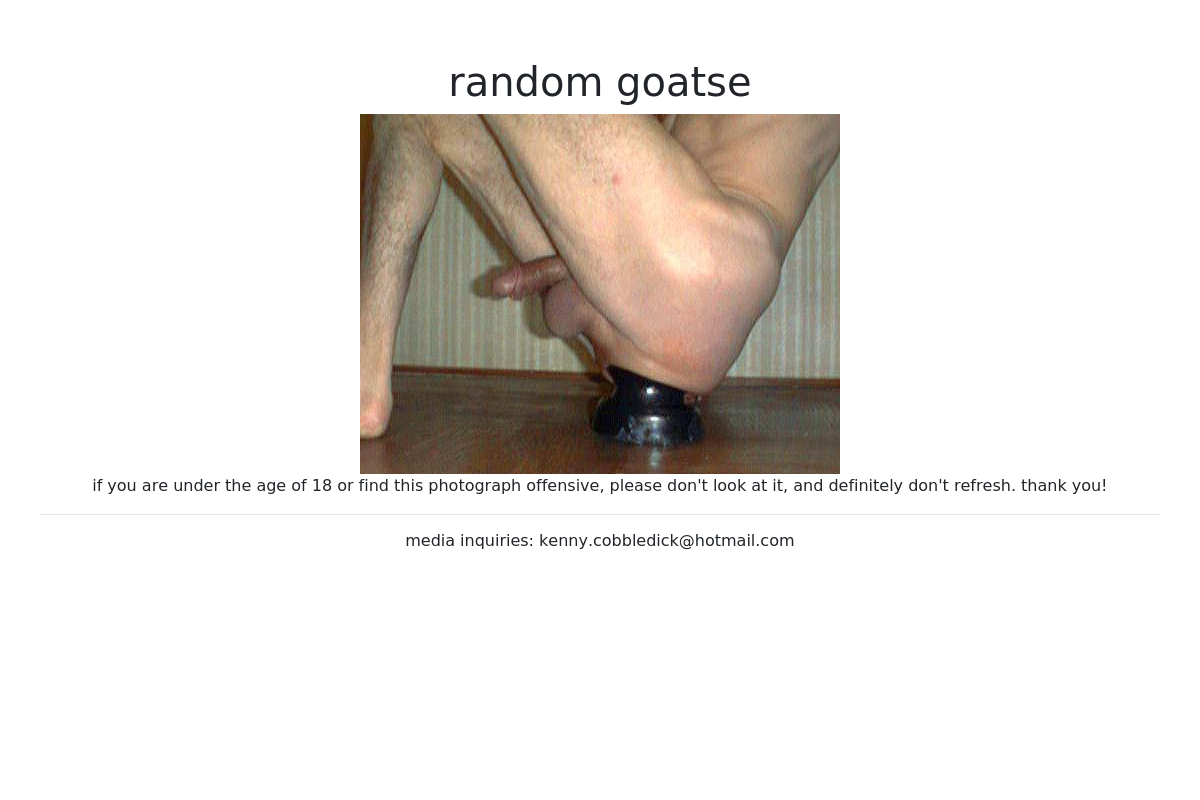 random goatse
if you are under the age of 18 or find this photograph offensive, please don't look at it, and definitely don't refresh. thank you!
media inquiries: kenny.cobbledick@hotmail.com